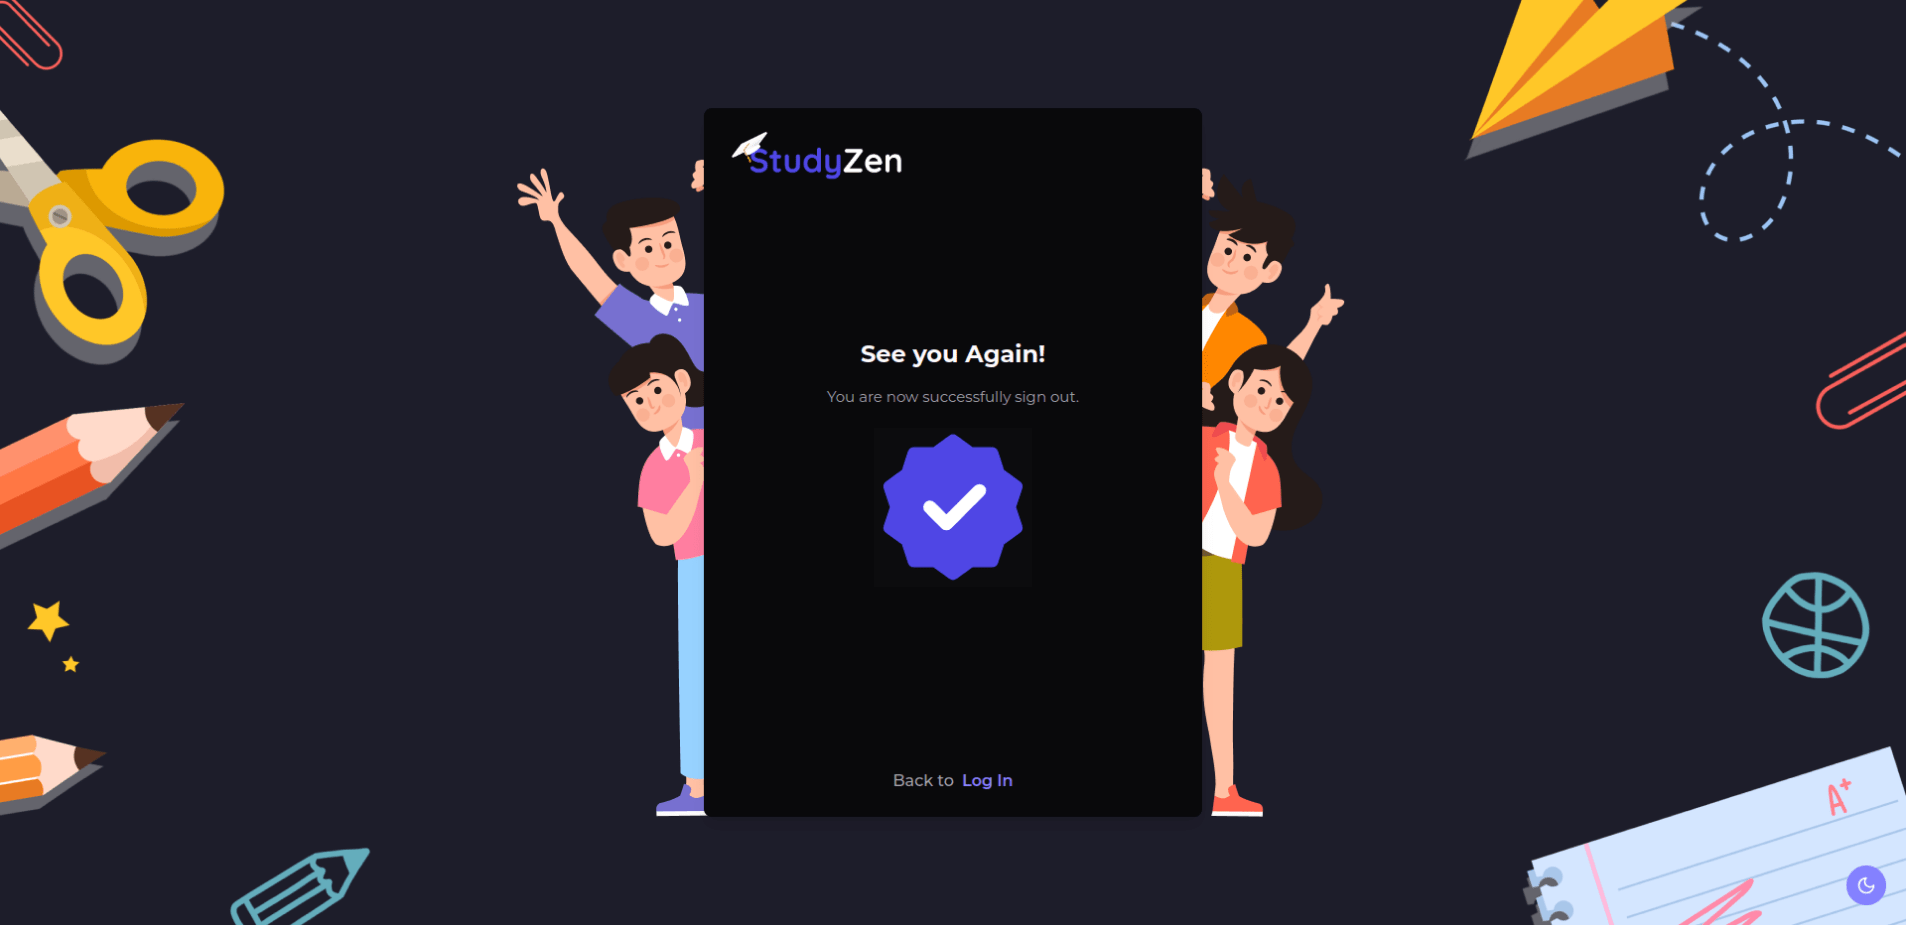 StudyZen
See you Again!
You are now successfully sign out.
Back to Log In
A+